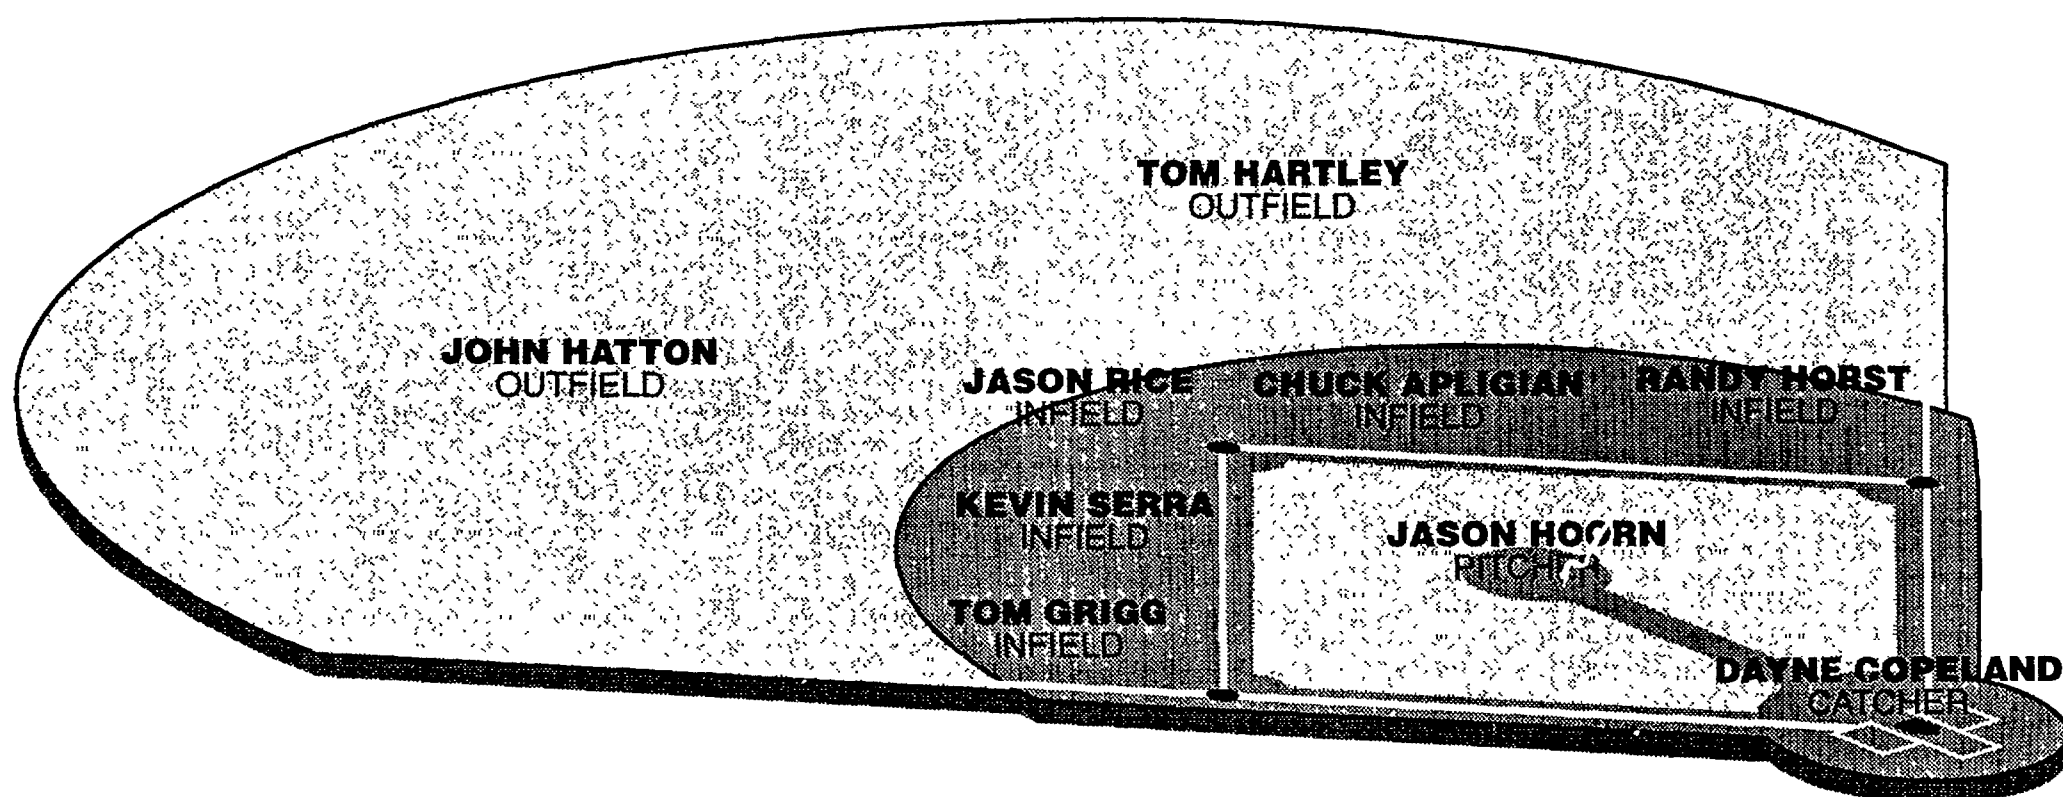 TOM HARTLEY
OUTFIELD
JOHN HATTON
OUTFIELD
JASON RICE
INFIELD
CHUCK APLIGIAN
INFIELD
RANDY HORST
INFIELD
KEVIN SERRA
INFIELD
JASON HOORN
PITCHER
TOM GRIGG
INFIELD
DAYNE COPELAND
CATCHER